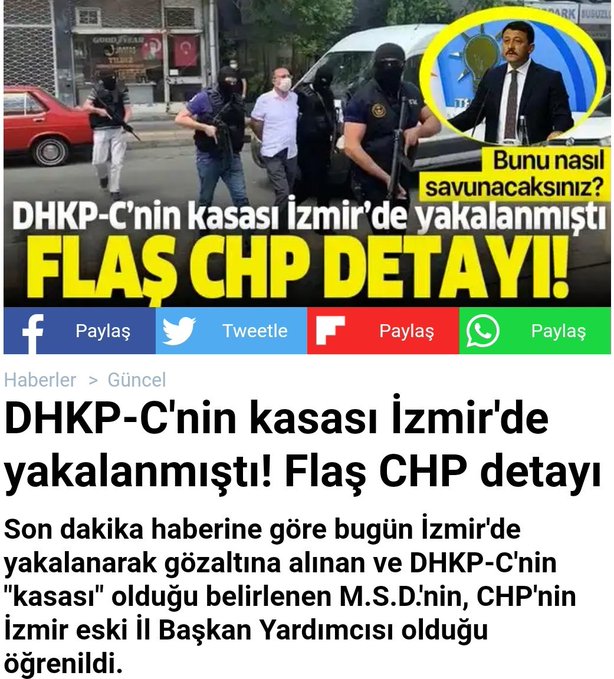 GOOD YEAR
Bunu nasıl
savunacaksınız?
DHKP-C'nin kasası İzmir'de yakalanmıştı
FLAŞ CHP DETAYI!
Paylaş
Tweetle
Paylaş
Paylaş
Haberler > Güncel
DHKP-C'nin kasası İzmir'de
yakalanmıştı! Flaş CHP detayı
Son dakika haberine göre bugün İzmir'de
yakalanarak gözaltına alınan ve DHKP-C'nin
"kasası" olduğu belirlenen M.S.D.'nin, CHP'nin
İzmir eski İl Başkan Yardımcısı olduğu
öğrenildi.